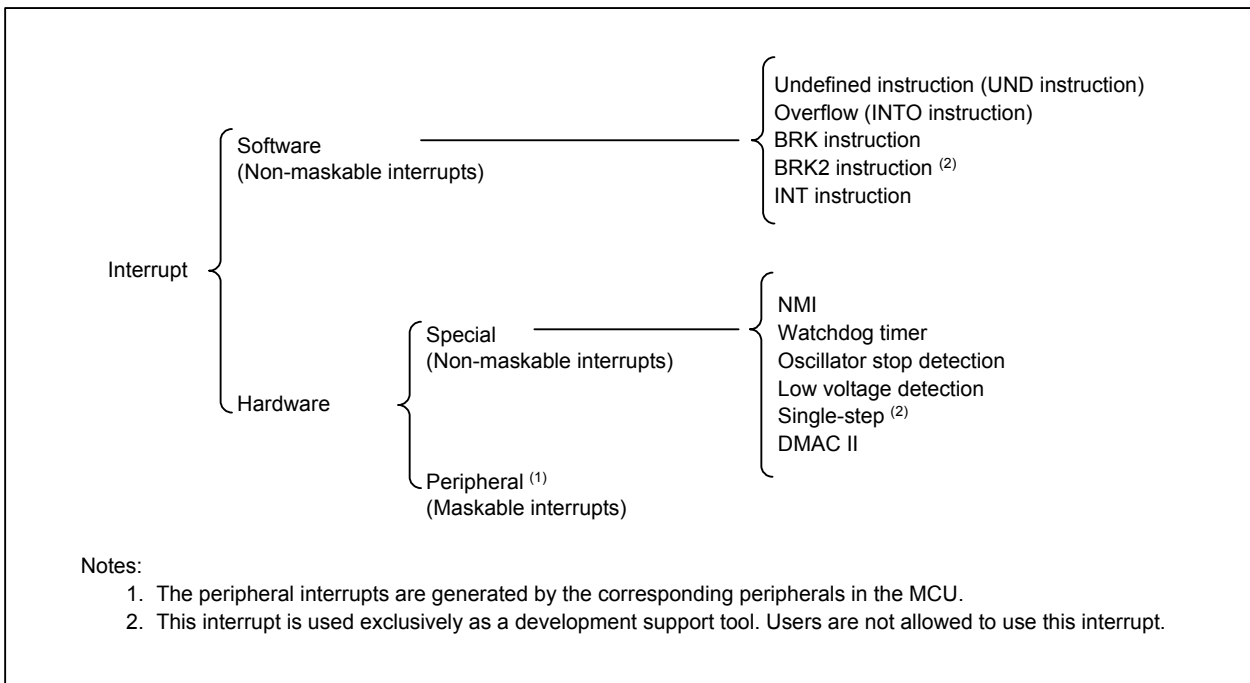 Undefined instruction (UND instruction)
Overflow (INTO instruction)
BRK instruction
BRK2 instruction (2)
INT instruction
Software
(Non-maskable interrupts)
Interrupt
NMI
Watchdog timer
Oscillator stop detection
Low voltage detection
Single-step (2)
DMAC II
Special
(Non-maskable interrupts)
Hardware
Peripheral (1)
(Maskable interrupts)
Notes:
1. The peripheral interrupts are generated by the corresponding peripherals in the MCU.
2. This interrupt is used exclusively as a development support tool. Users are not allowed to use this interrupt.